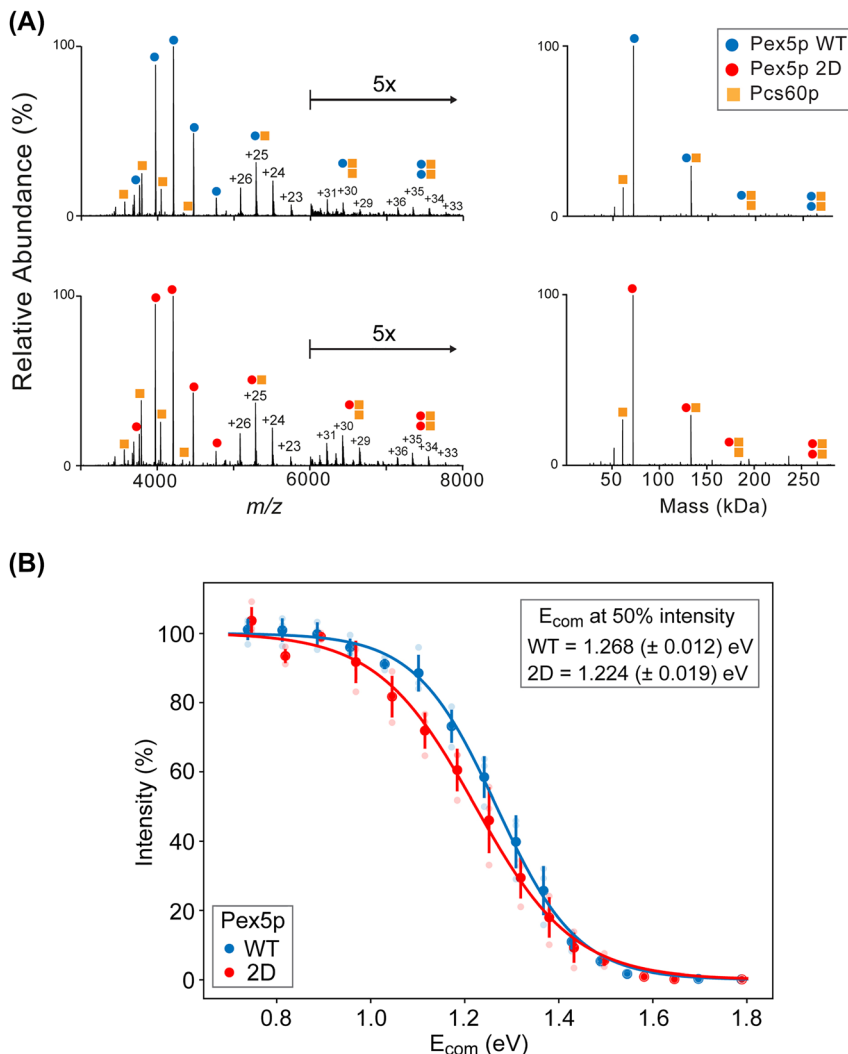 (A)
Relative Abundance (%)
100
50
0
5x
+26
+25
+24
+23
+31
+30
+29
+36
+35
+34
+33
100
50
0
Pex5p WT
Pex5p 2D
Pcs60p
100
0
5x
+26
+25
+24
+23
+31
+30
+29
+36
+35
+34
+33
4000
6000
8000
m/z
100
0
50
100
150
200
250
Mass (kDa)
(B)
Intensity (%)
100
80
60
40
20
0
E_com at 50% intensity
WT = 1.268 (± 0.012) eV
2D = 1.224 (± 0.019) eV
Pex5p
WT
2D
0.8
1.0
1.2
1.4
1.6
1.8
E_com (eV)